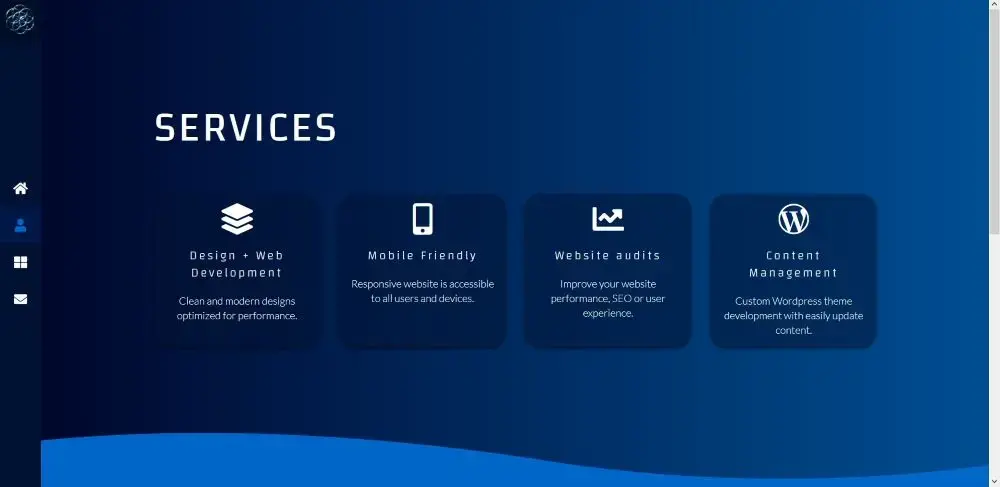 SERVICES
Design + Web
Development
Clean and modern designs
optimized for performance.
Mobile Friendly
Responsive website is accessible
to all users and devices.
Website audits
Improve your website
performance, SEO or user
experience.
Content
Management
Custom Wordpress theme
development with easily update
content.